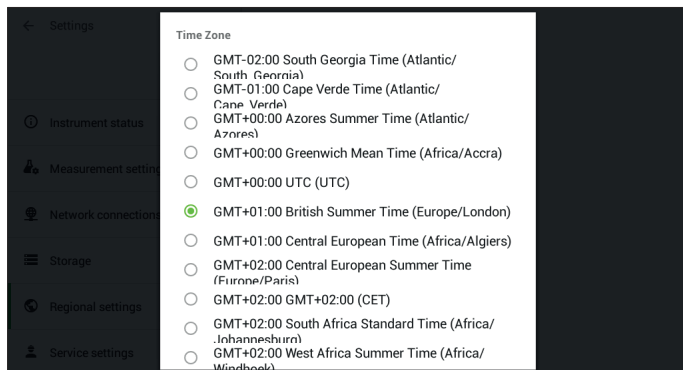 Settings
Time Zone
GMT-02:00 South Georgia Time (Atlantic/
South_Georgia)
GMT-01:00 Cape Verde Time (Atlantic/
Cape_Verde)
GMT+00:00 Azores Summer Time (Atlantic/
Azores)
GMT+00:00 Greenwich Mean Time (Africa/Accra)
GMT+00:00 UTC (UTC)
GMT+01:00 British Summer Time (Europe/London)
GMT+01:00 Central European Time (Africa/Algiers)
GMT+02:00 Central European Summer Time
(Europe/Paris)
GMT+02:00 GMT+02:00 (CET)
GMT+02:00 South Africa Standard Time (Africa/
Johannesburg)
GMT+02:00 West Africa Summer Time (Africa/
Windhoek)
Instrument status
Measurement setting
Network connections
Storage
Regional settings
Service settings